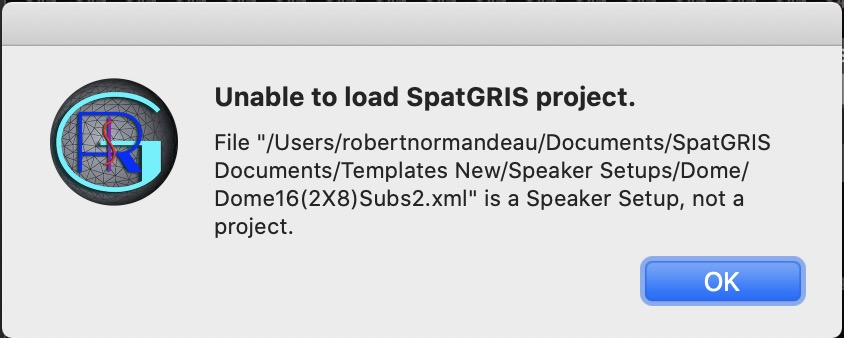 Unable to load SpatGRIS project.
File "/Users/robertnormandeau/Documents/SpatGRIS
Documents/Templates New/Speaker Setups/Dome/
Dome16(2X8)Subs2.xml" is a Speaker Setup, not a
project.
OK